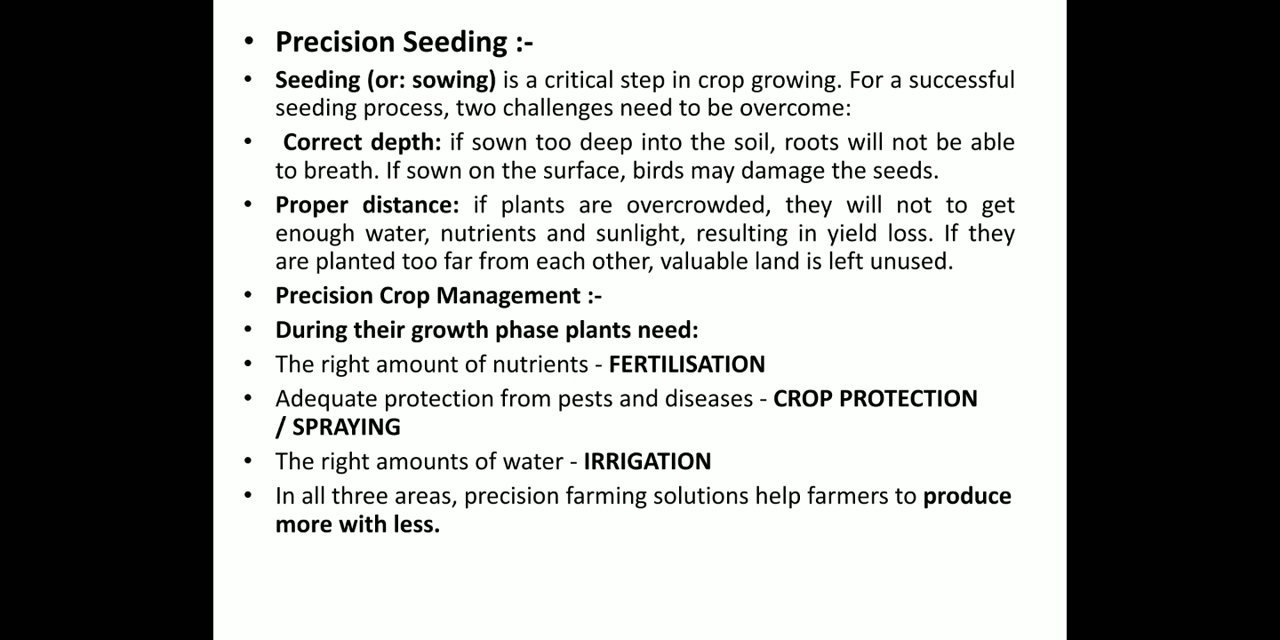 • Precision Seeding :-
• Seeding (or: sowing) is a critical step in crop growing. For a successful
seeding process, two challenges need to be overcome:
• Correct depth: if sown too deep into the soil, roots will not be able
to breath. If sown on the surface, birds may damage the seeds.
• Proper distance: if plants are overcrowded, they will not to get
enough water, nutrients and sunlight, resulting in yield loss. If they
are planted too far from each other, valuable land is left unused.
• Precision Crop Management :-
• During their growth phase plants need:
• The right amount of nutrients - FERTILISATION
• Adequate protection from pests and diseases - CROP PROTECTION
/ SPRAYING
• The right amounts of water - IRRIGATION
• In all three areas, precision farming solutions help farmers to produce
more with less.